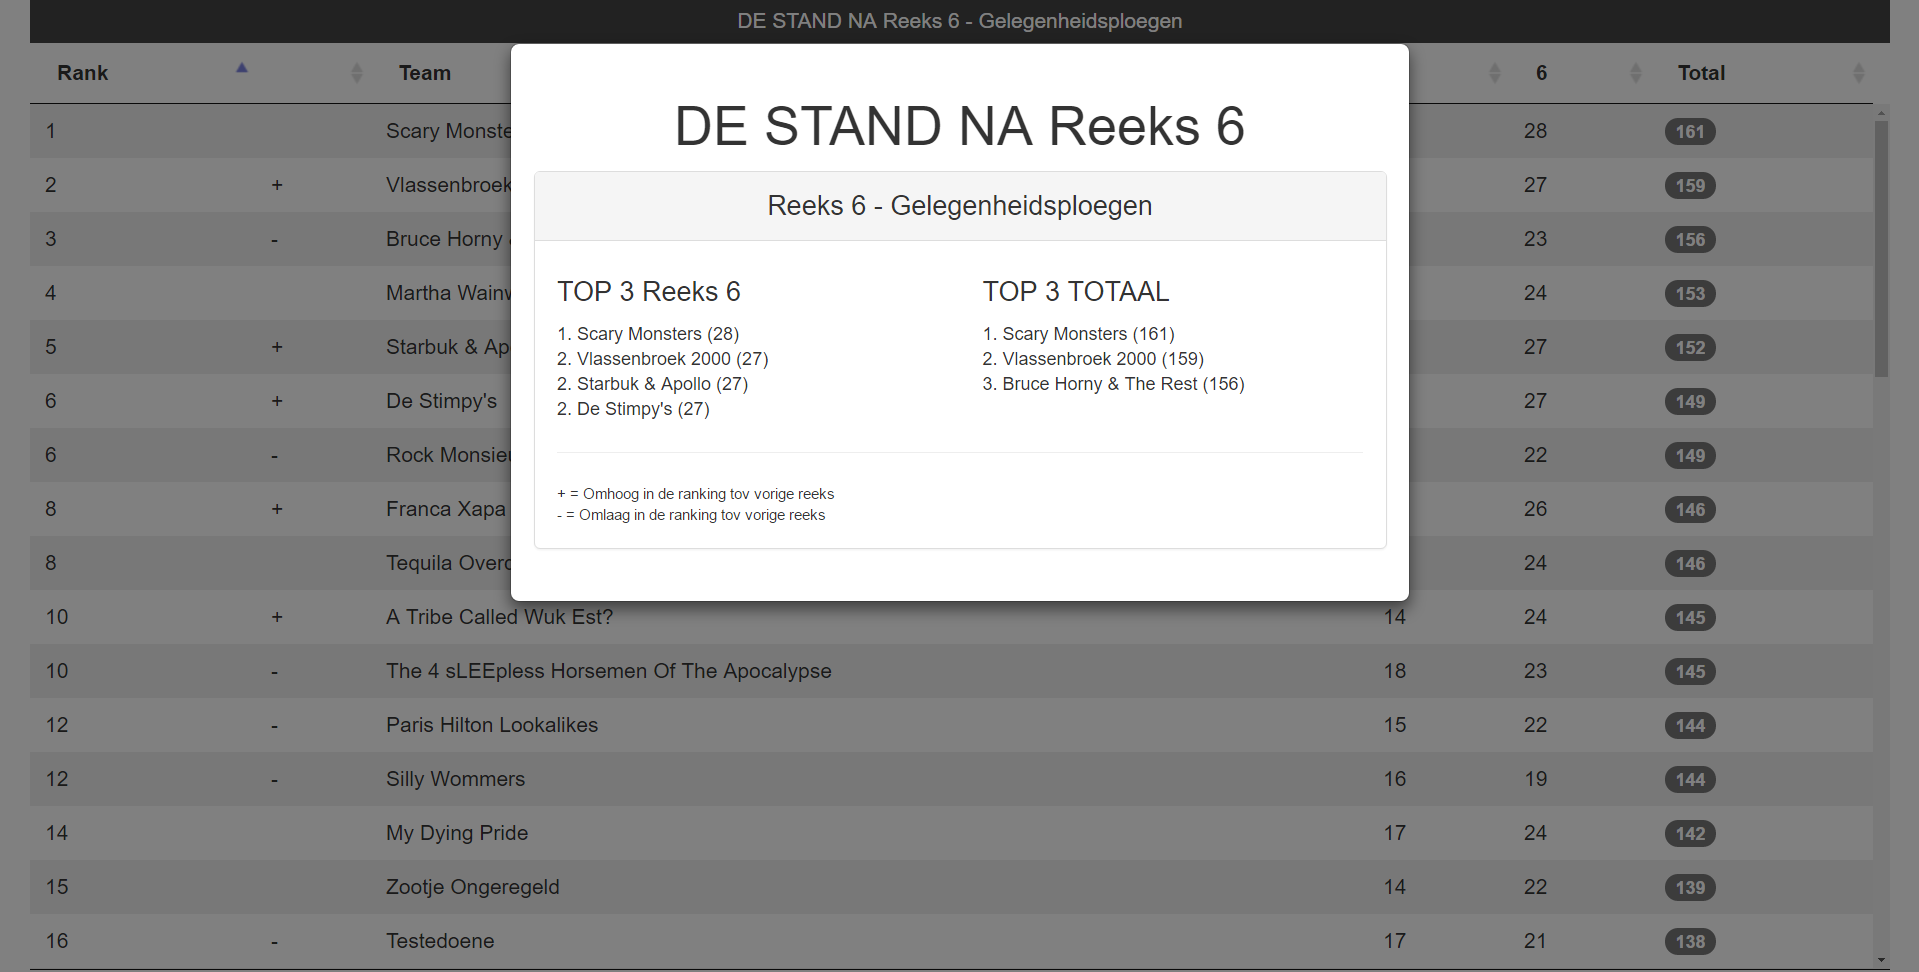 DE STAND NA Reeks 6 - Gelegenheidsploegen
Rank Team 6 Total
DE STAND NA Reeks 6
Reeks 6 - Gelegenheidsploegen
TOP 3 Reeks 6
1. Scary Monsters (28)
2. Vlassenbroek 2000 (27)
2. Starbuk & Apollo (27)
2. De Stimpy's (27)
TOP 3 TOTAAL
1. Scary Monsters (161)
2. Vlassenbroek 2000 (159)
3. Bruce Horny & The Rest (156)
+ = Omhoog in de ranking tov vorige reeks
- = Omlaag in de ranking tov vorige reeks
1 Scary Monste 28 161
2 + Vlassenbroek 27 159
3 - Bruce Horny 23 156
4 Martha Wainw 24 153
5 + Starbuk & Ap 27 152
6 + De Stimpy's 27 149
6 - Rock Monsieu 22 149
8 + Franca Xapa 26 146
8 Tequila Over 24 146
10 + A Tribe Called Wuk Est? 14 24 145
10 - The 4 sLEEpless Horsemen Of The Apocalypse 18 23 145
12 - Paris Hilton Lookalikes 15 22 144
12 - Silly Wommers 16 19 144
14 My Dying Pride 17 24 142
15 Zootje Ongeregeld 14 22 139
16 - Testedoene 17 21 138